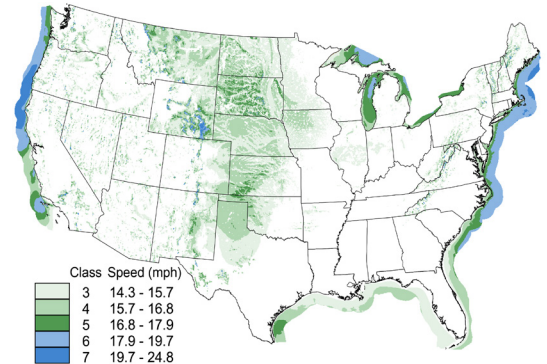 Class Speed (mph)
3 14.3 - 15.7
4 15.7 - 16.8
5 16.8 - 17.9
6 17.9 - 19.7
7 19.7 - 24.8